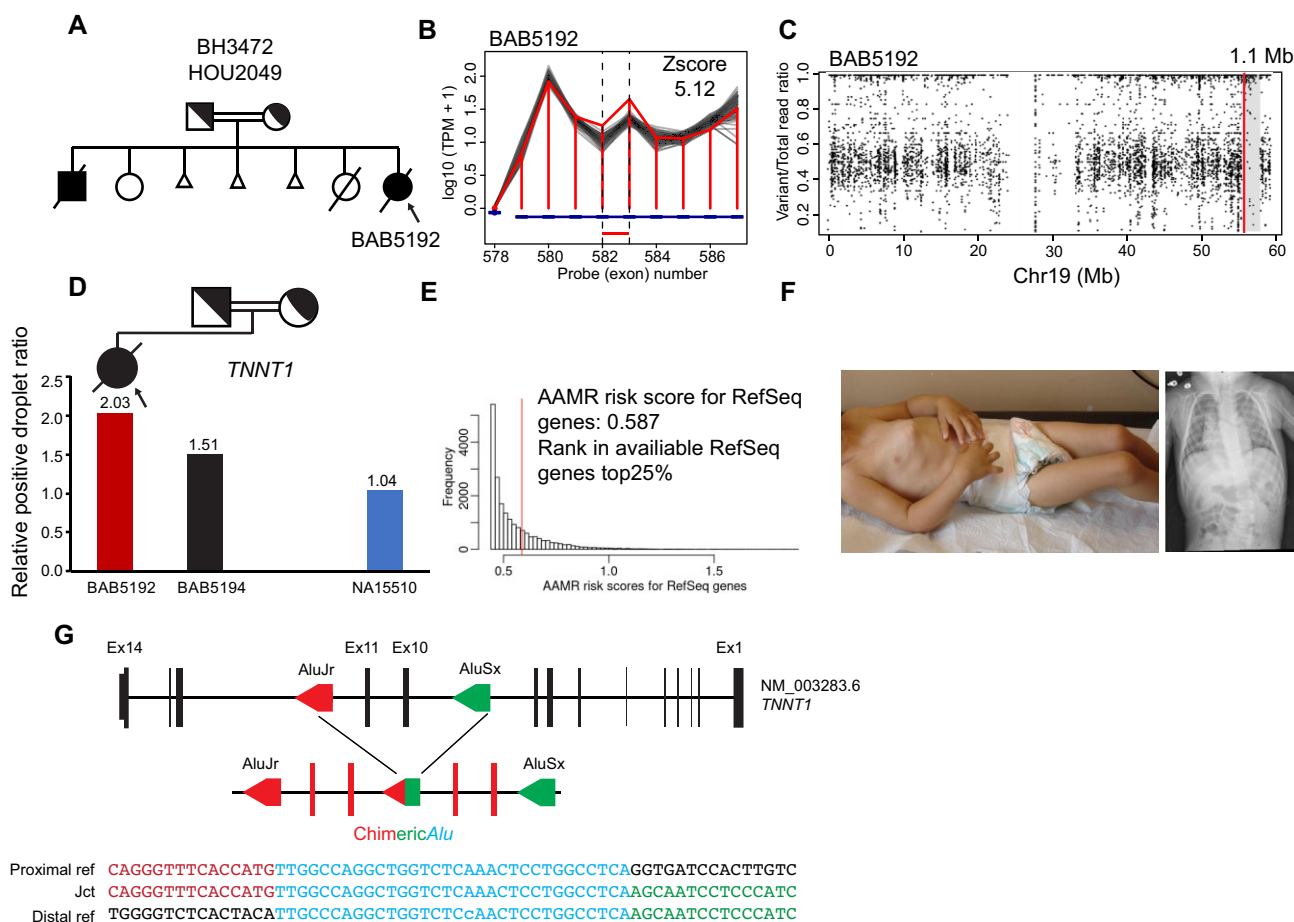 A
BH3472
HOU2049
BAB5192
B
BAB5192
Zscore
5.12
log10 (TPM + 1)
2.0
1.5
1.0
0.5
0.0
578
580
582
584
586
Probe (exon) number
C
BAB5192
1.1 Mb
Variant/Total read ratio
1.0
0.8
0.6
0.4
0.2
0
10
20
30
40
50
60
Chr19 (Mb)
D
TNNT1
Relative positive droplet ratio
2.5
2.0
1.5
1.0
0.5
0.0
2.03
1.51
1.04
BAB5192
BAB5194
NA15510
E
AAMR risk score for RefSeq
genes: 0.587
Rank in availiable RefSeq
genes top25%
Frequency
4000
2000
0
0.5
1.0
1.5
AAMR risk scores for RefSeq genes
F
G
Ex14
AluJr
Ex11
Ex10
AluSx
Ex1
NM_003283.6
TNNT1
AluJr
AluSx
ChimericAlu
Proximal ref CAGGGTTTCACCATGTTGGCCAGGCTGGTCTCAAACTCCTGGCCTCAGGTGATCCACTTGTC
Jct CAGGGTTTCACCATGTTGGCCAGGCTGGTCTCAAACTCCTGGCCTCAAGCAATCCTCCCATC
Distal ref TGGGGTCTCACTACATTGCCCAGGCTGGTCTCcAACTCCTGGCCTCAAGCAATCCTCCCATC